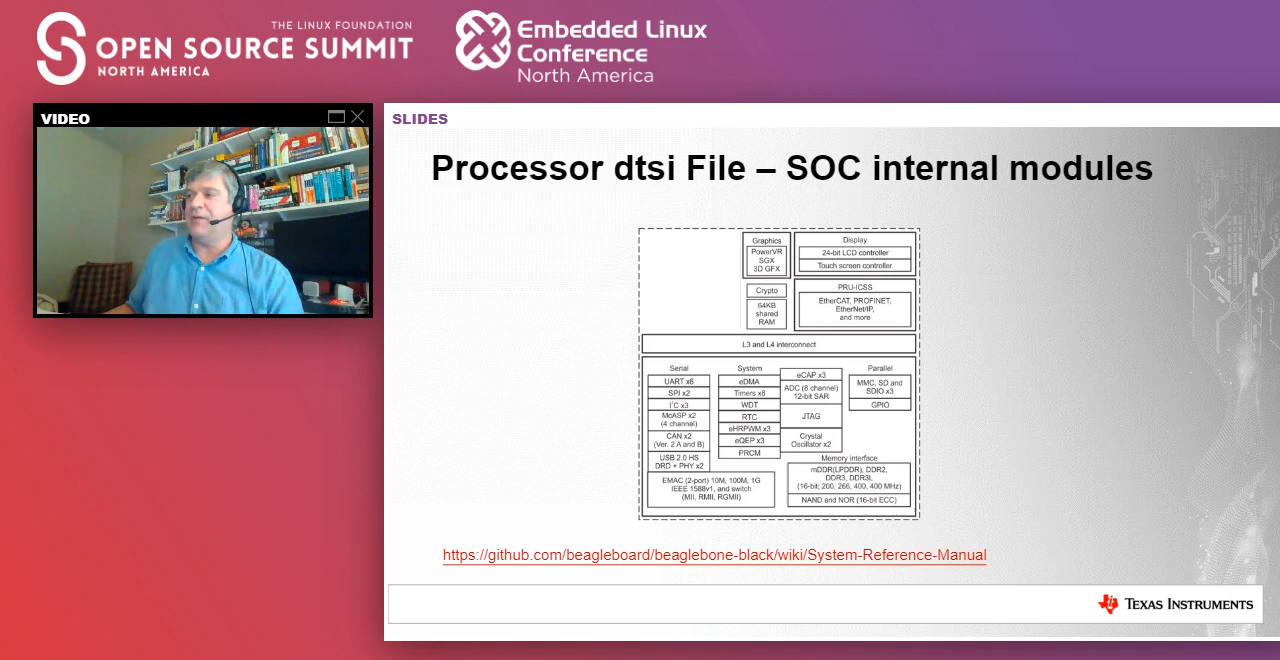 THE LINUX FOUNDATION
OPEN SOURCE SUMMIT
NORTH AMERICA
Embedded Linux
Conference
North America
VIDEO
SLIDES
Processor dtsi File – SOC internal modules
Graphics
PowerVR
SGX
3D GFX
Display
24-bit LCD controller
Touch screen controller
Crypto
64KB
shared
RAM
PRU-ICSS
EtherCAT, PROFINET,
EtherNet/IP,
and more
L3 and L4 interconnect
Serial
UART x6
SPI x2
I²C x3
McASP x2
(4 channel)
CAN x2
(Ver. 2 A and B)
USB 2.0 HS
DRD + PHY x2
EMAC (2-port) 10M, 100M, 1G
IEEE 1588v1, and switch
(MII, RMII, RGMII)
System
eDMA
Timers x8
WDT
RTC
eHRPWM x3
eQEP x3
PRCM
eCAP x3
ADC (8 channel)
12-bit SAR
JTAG
Crystal
Oscillator x2
Parallel
MMC, SD and
SDIO x3
GPIO
Memory interface
mDDR(LPDDR), DDR2,
DDR3, DDR3L
(16-bit; 200, 266, 400, 400 MHz)
NAND and NOR (16-bit ECC)
https://github.com/beagleboard/beaglebone-black/wiki/System-Reference-Manual
TEXAS INSTRUMENTS